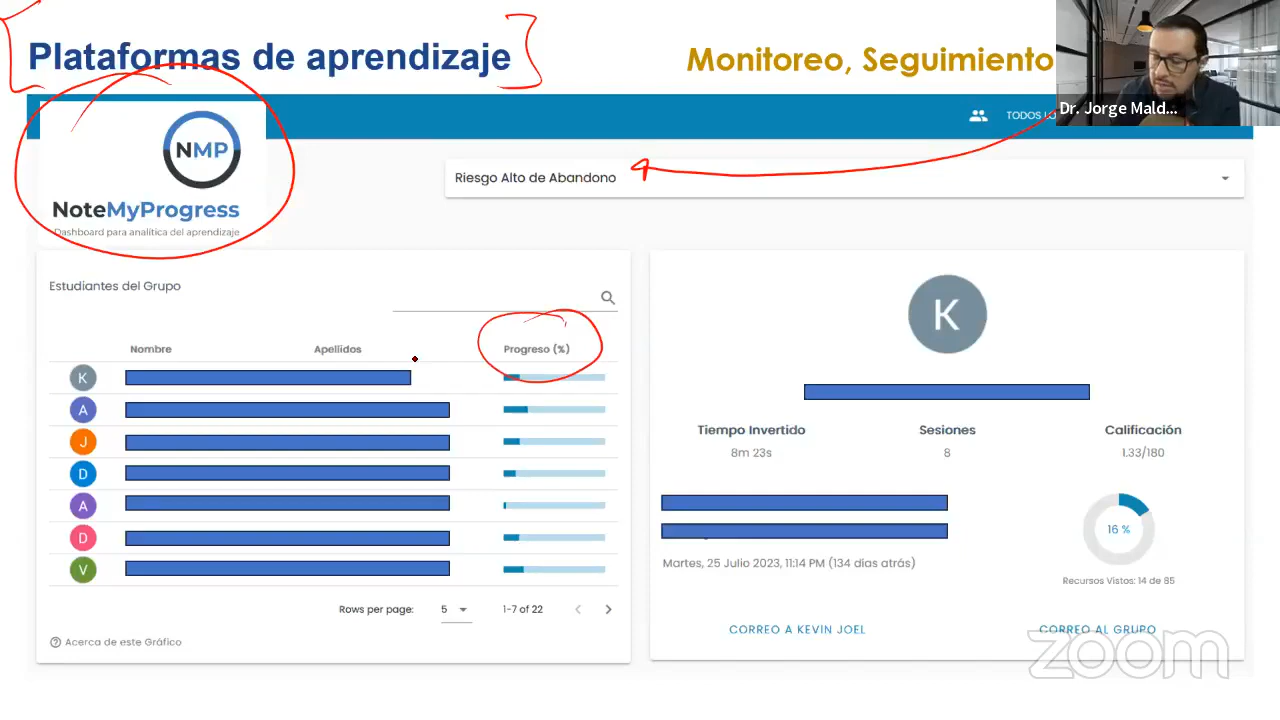 Plataformas de aprendizaje
Monitoreo, Seguimiento
Dr. Jorge Mald...
NMP
NoteMyProgress
Dashboard para analítica del aprendizaje
TODOS LO
Riesgo Alto de Abandono
Estudiantes del Grupo
Nombre Apellidos Progreso (%)
K
A
J
D
A
D
V
Rows per page: 5 1-7 of 22
Acerca de este Gráfico
K
Tiempo Invertido Sesiones Calificación
8m 23s 8 1.33/180
16 %
Martes, 25 Julio 2023, 11:14 PM (134 días atrás)
Recursos Vistos: 14 de 85
CORREO A KEVIN JOEL CORREO AL GRUPO
zoom